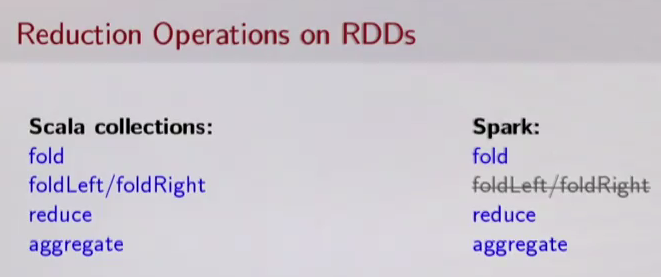 Reduction Operations on RDDs
Scala collections:
fold
foldLeft/foldRight
reduce
aggregate
Spark:
fold
foldLeft/foldRight
reduce
aggregate